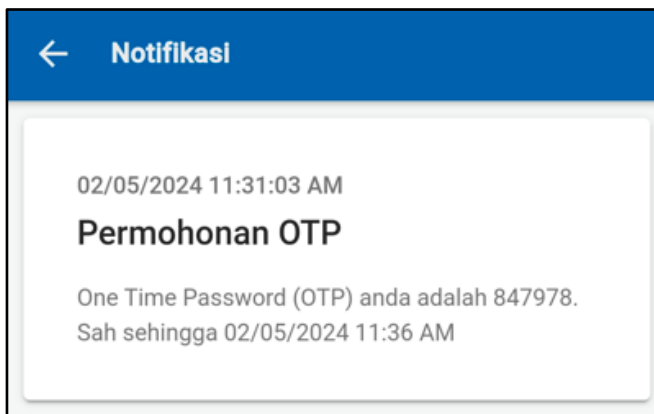 Notifikasi
02/05/2024 11:31:03 AM
Permohonan OTP
One Time Password (OTP) anda adalah 847978.
Sah sehingga 02/05/2024 11:36 AM